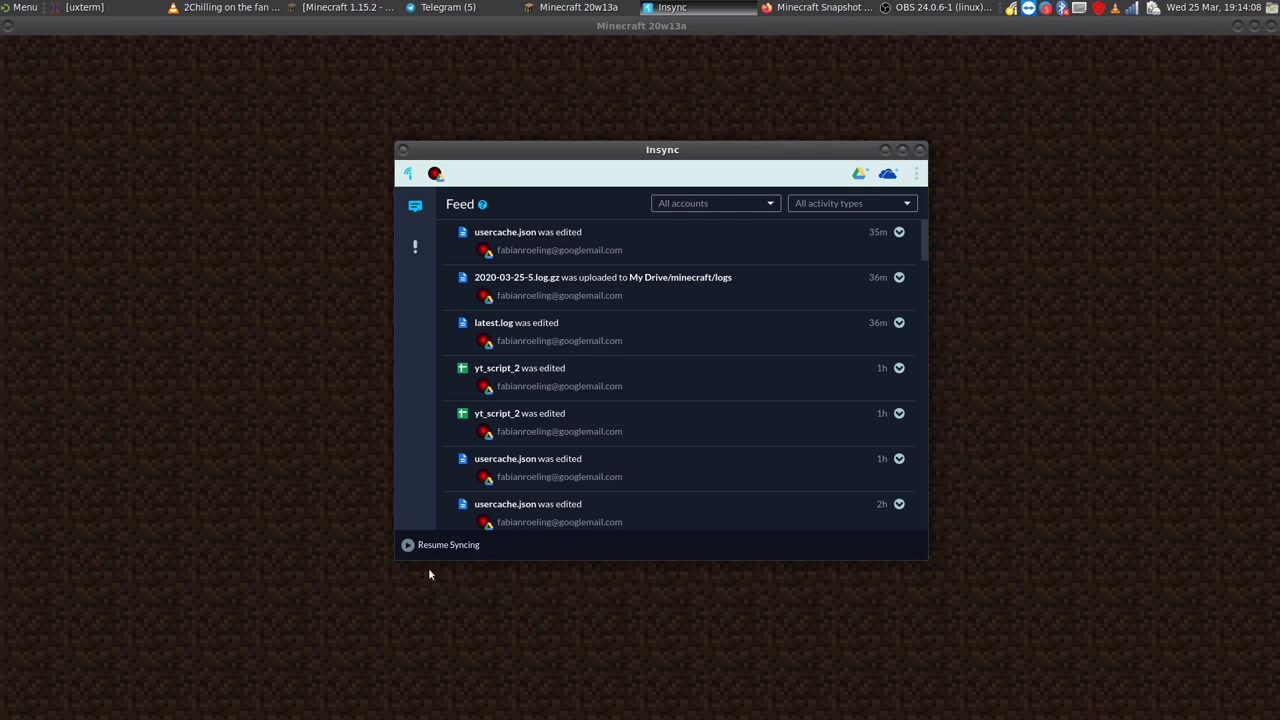 Menu [uxterm] 2Chilling on the fan ... [Minecraft 1.15.2 - ... Telegram (5) Minecraft 20w13a Insync Minecraft Snapshot ... OBS 24.0.6-1 (linux)... Wed 25 Mar, 19:14:08
Minecraft 20w13a
Insync
Feed ? All accounts All activity types
usercache.json was edited 35m
fabianroeling@googlemail.com
2020-03-25-5.log.gz was uploaded to My Drive/minecraft/logs 36m
fabianroeling@googlemail.com
latest.log was edited 36m
fabianroeling@googlemail.com
yt_script_2 was edited 1h
fabianroeling@googlemail.com
yt_script_2 was edited 1h
fabianroeling@googlemail.com
usercache.json was edited 1h
fabianroeling@googlemail.com
usercache.json was edited 2h
fabianroeling@googlemail.com
Resume Syncing